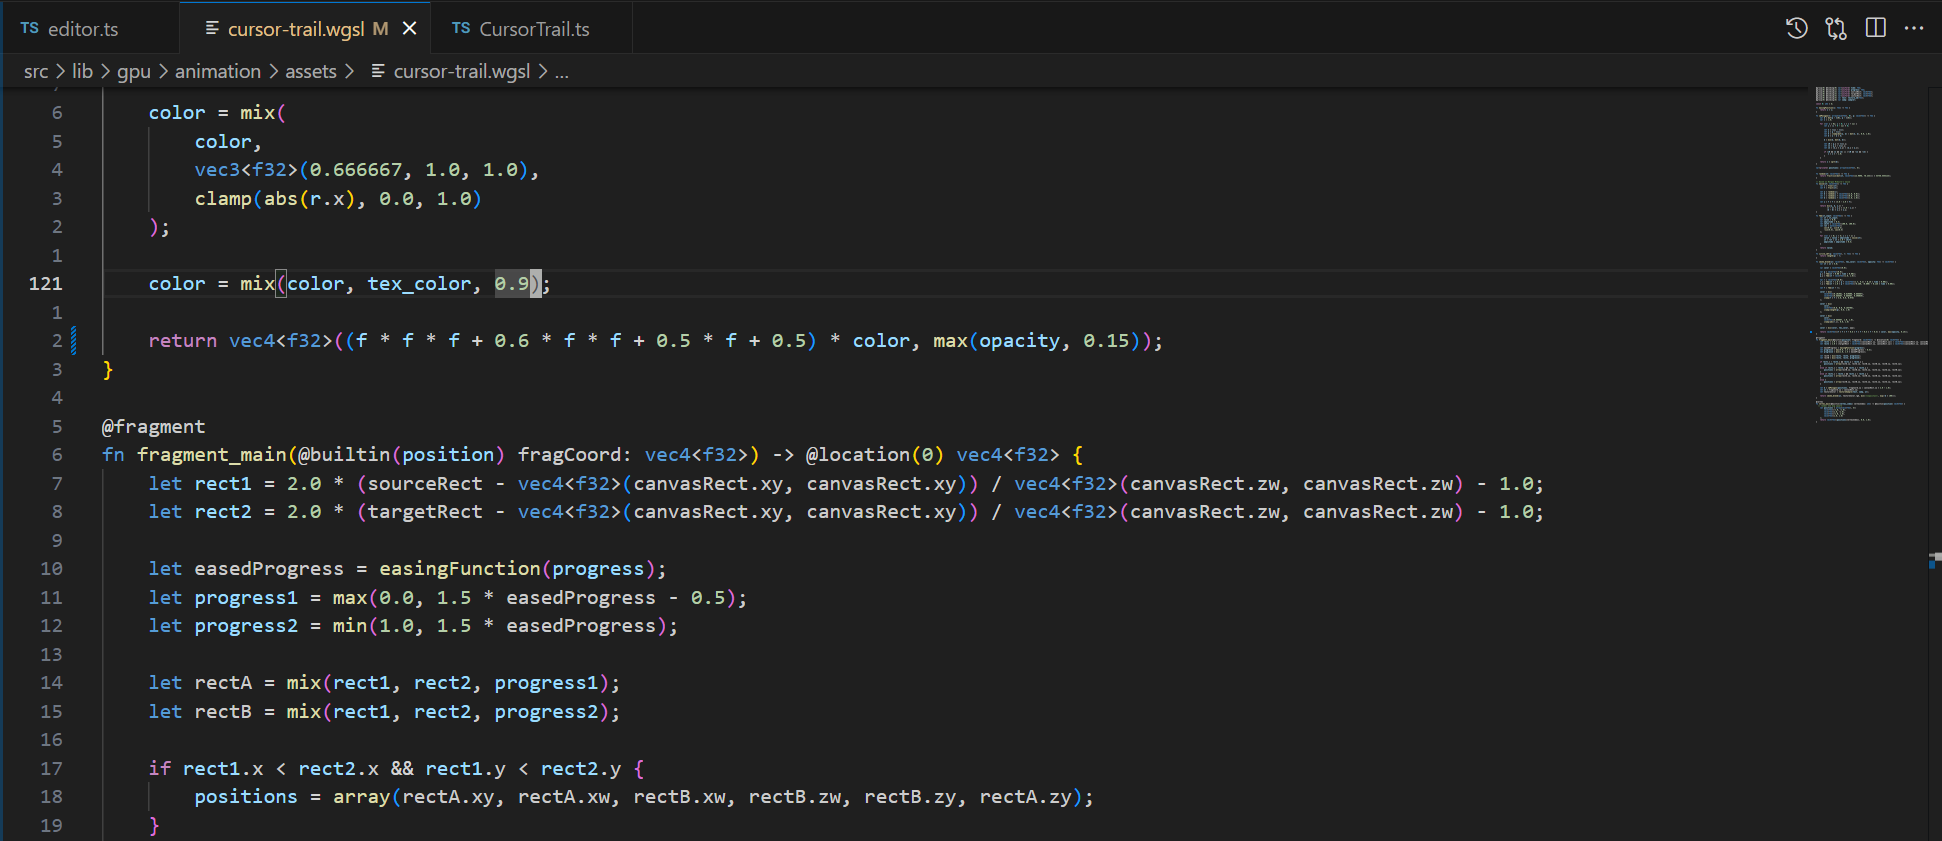 TS editor.ts cursor-trail.wgsl M TS CursorTrail.ts
src > lib > gpu > animation > assets > cursor-trail.wgsl > ...
6 color = mix(
5 color,
4 vec3<f32>(0.666667, 1.0, 1.0),
3 clamp(abs(r.x), 0.0, 1.0)
2 );
1
121 color = mix(color, tex_color, 0.9);
1
2 return vec4<f32>((f * f * f + 0.6 * f * f + 0.5 * f + 0.5) * color, max(opacity, 0.15));
3 }
4
5 @fragment
6 fn fragment_main(@builtin(position) fragCoord: vec4<f32>) -> @location(0) vec4<f32> {
7 let rect1 = 2.0 * (sourceRect - vec4<f32>(canvasRect.xy, canvasRect.xy)) / vec4<f32>(canvasRect.zw, canvasRect.zw) - 1.0;
8 let rect2 = 2.0 * (targetRect - vec4<f32>(canvasRect.xy, canvasRect.xy)) / vec4<f32>(canvasRect.zw, canvasRect.zw) - 1.0;
9
10 let easedProgress = easingFunction(progress);
11 let progress1 = max(0.0, 1.5 * easedProgress - 0.5);
12 let progress2 = min(1.0, 1.5 * easedProgress);
13
14 let rectA = mix(rect1, rect2, progress1);
15 let rectB = mix(rect1, rect2, progress2);
16
17 if rect1.x < rect2.x && rect1.y < rect2.y {
18 positions = array(rectA.xy, rectA.xw, rectB.xw, rectB.zw, rectB.zy, rectA.zy);
19 }